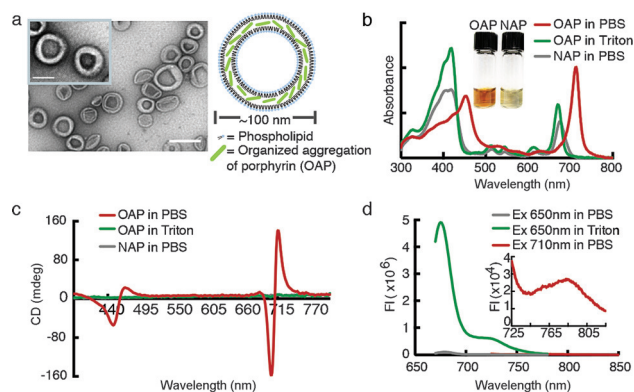 a
~100 nm
= Phospholipid
= Organized aggregation
of porphyrin (OAP)
b
OAP NAP
OAP in PBS
OAP in Triton
NAP in PBS
Absorbance
300 400 500 600 700 800
Wavelength (nm)
c
OAP in PBS
OAP in Triton
NAP in PBS
CD (mdeg)
160
80
0
-80
-160
440 495 550 605 660 715 770
Wavelength (nm)
d
Ex 650nm in PBS
Ex 650nm in Triton
Ex 710nm in PBS
FI (x10⁶)
5
4
3
2
1
0
650 700 750 800 850
Wavelength (nm)
FI (x10⁴)
4
3
2
1
0
725 765 805